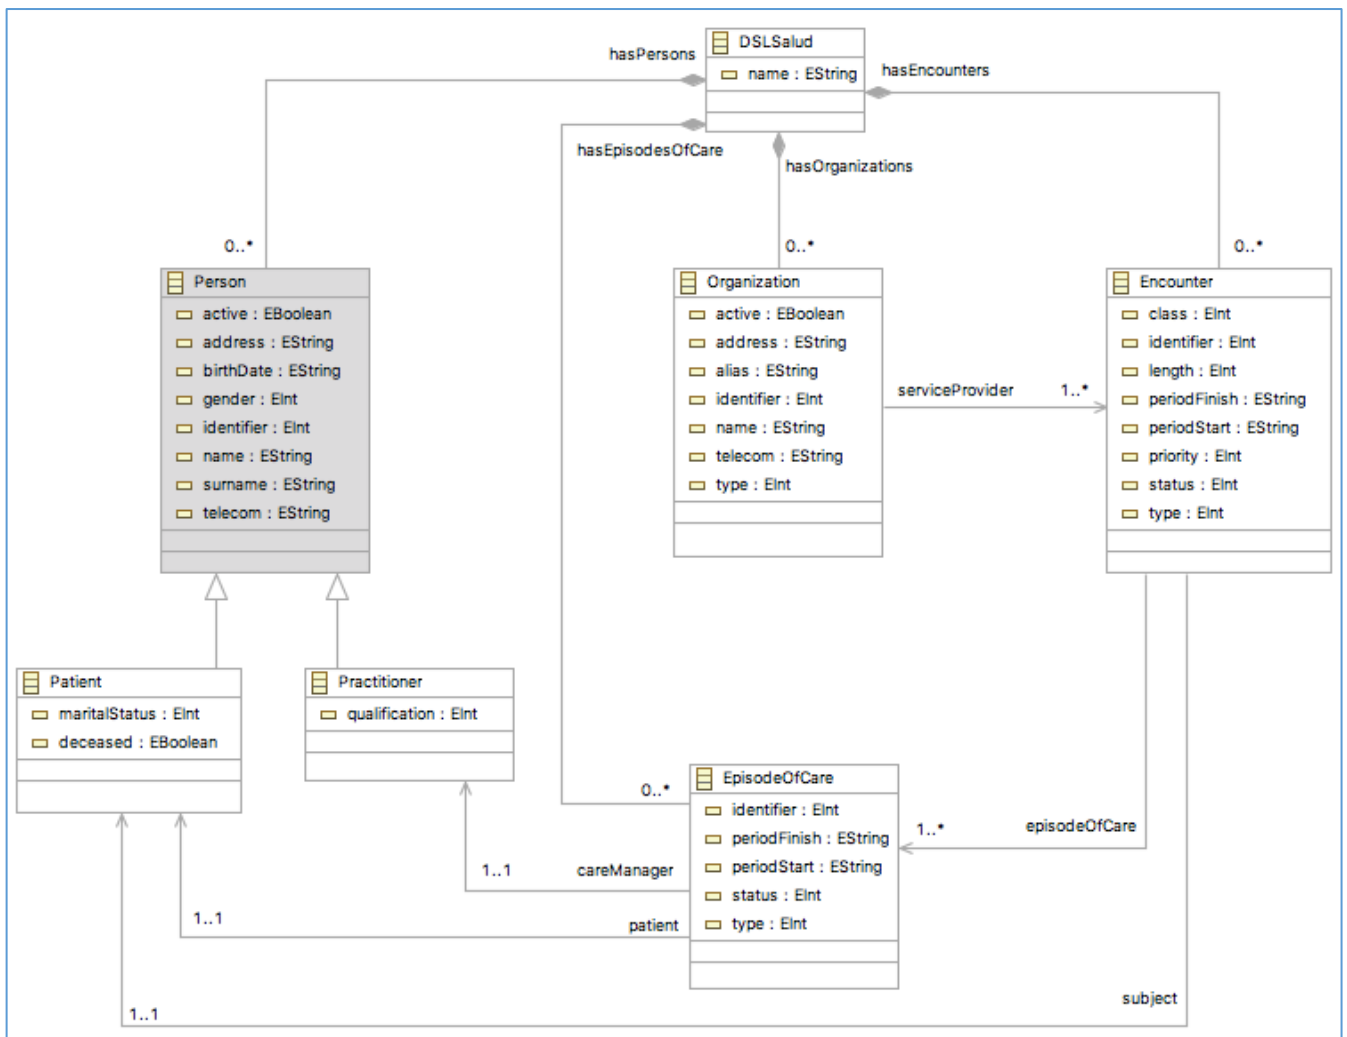 DSLSalud
name : EString
hasPersons
hasEncounters
hasEpisodesOfCare
hasOrganizations
0..*
0..*
0..*
Person
active : EBoolean
address : EString
birthDate : EString
gender : EInt
identifier : EInt
name : EString
surname : EString
telecom : EString
Organization
active : EBoolean
address : EString
alias : EString
identifier : EInt
name : EString
telecom : EString
type : EInt
serviceProvider
1..*
Encounter
class : EInt
identifier : EInt
length : EInt
periodFinish : EString
periodStart : EString
priority : EInt
status : EInt
type : EInt
Patient
maritalStatus : EInt
deceased : EBoolean
Practitioner
qualification : EInt
0..*
EpisodeOfCare
identifier : EInt
periodFinish : EString
periodStart : EString
status : EInt
type : EInt
1..*
episodeOfCare
1..1
careManager
1..1
patient
1..1
subject